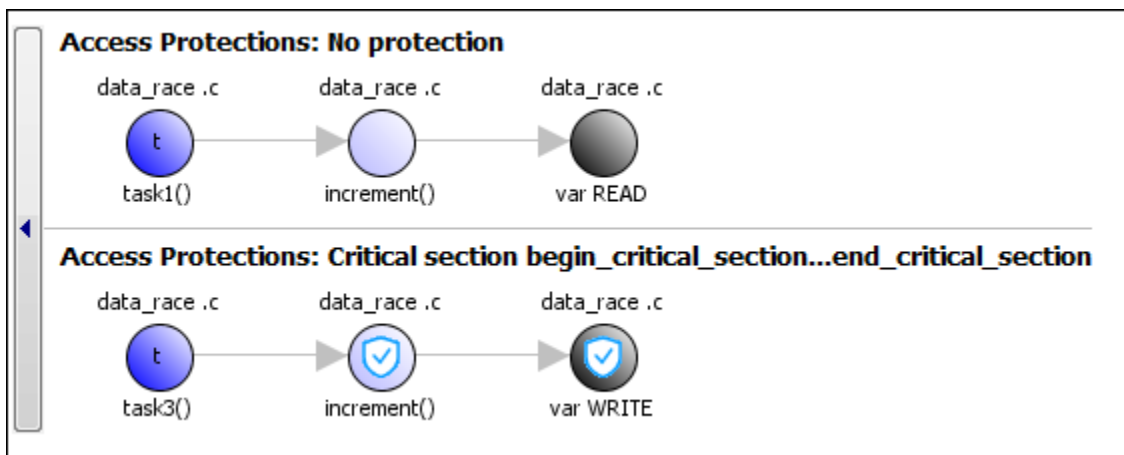 Access Protections: No protection
data_race .c data_race .c data_race .c
t
task1() increment() var READ
Access Protections: Critical section begin_critical_section...end_critical_section
data_race .c data_race .c data_race .c
t
task3() increment() var WRITE